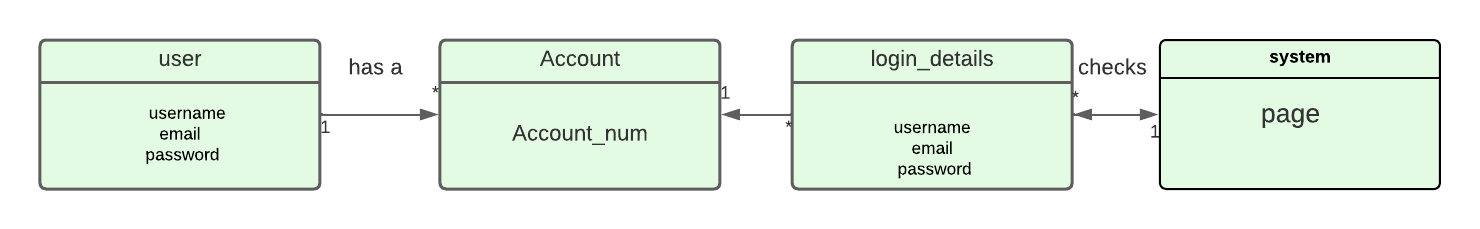 user
username
email
password
has a
1
*
Account
Account_num
1
*
login_details
username
email
password
checks
*
1
system
page